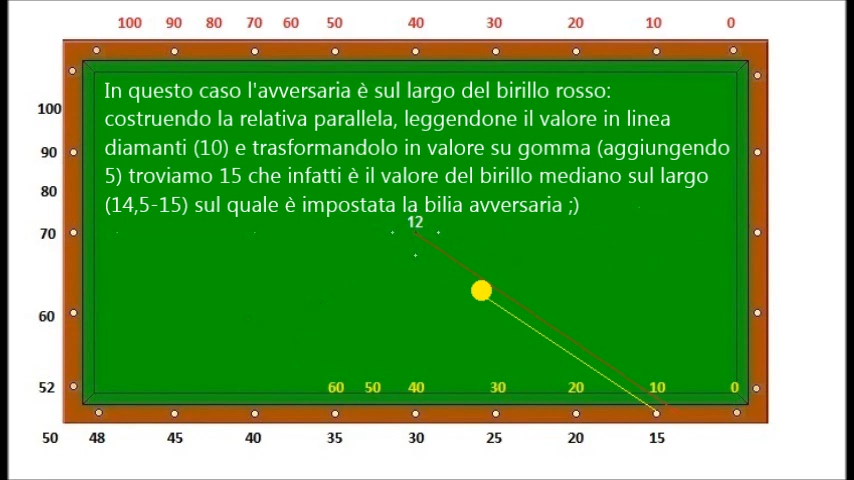 100 90 80 70 60 50 40 30 20 10 0
In questo caso l'avversaria è sul largo del birillo rosso:
costruendo la relativa parallela, leggendone il valore in linea
100
diamanti (10) e trasformandolo in valore su gomma (aggiungendo
90
5) troviamo 15 che infatti è il valore del birillo mediano sul largo
80
(14,5-15) sul quale è impostata la bilia avversaria ;)
12
70
60
52
60 50 40 30 20 10 0
50 48 45 40 35 30 25 20 15